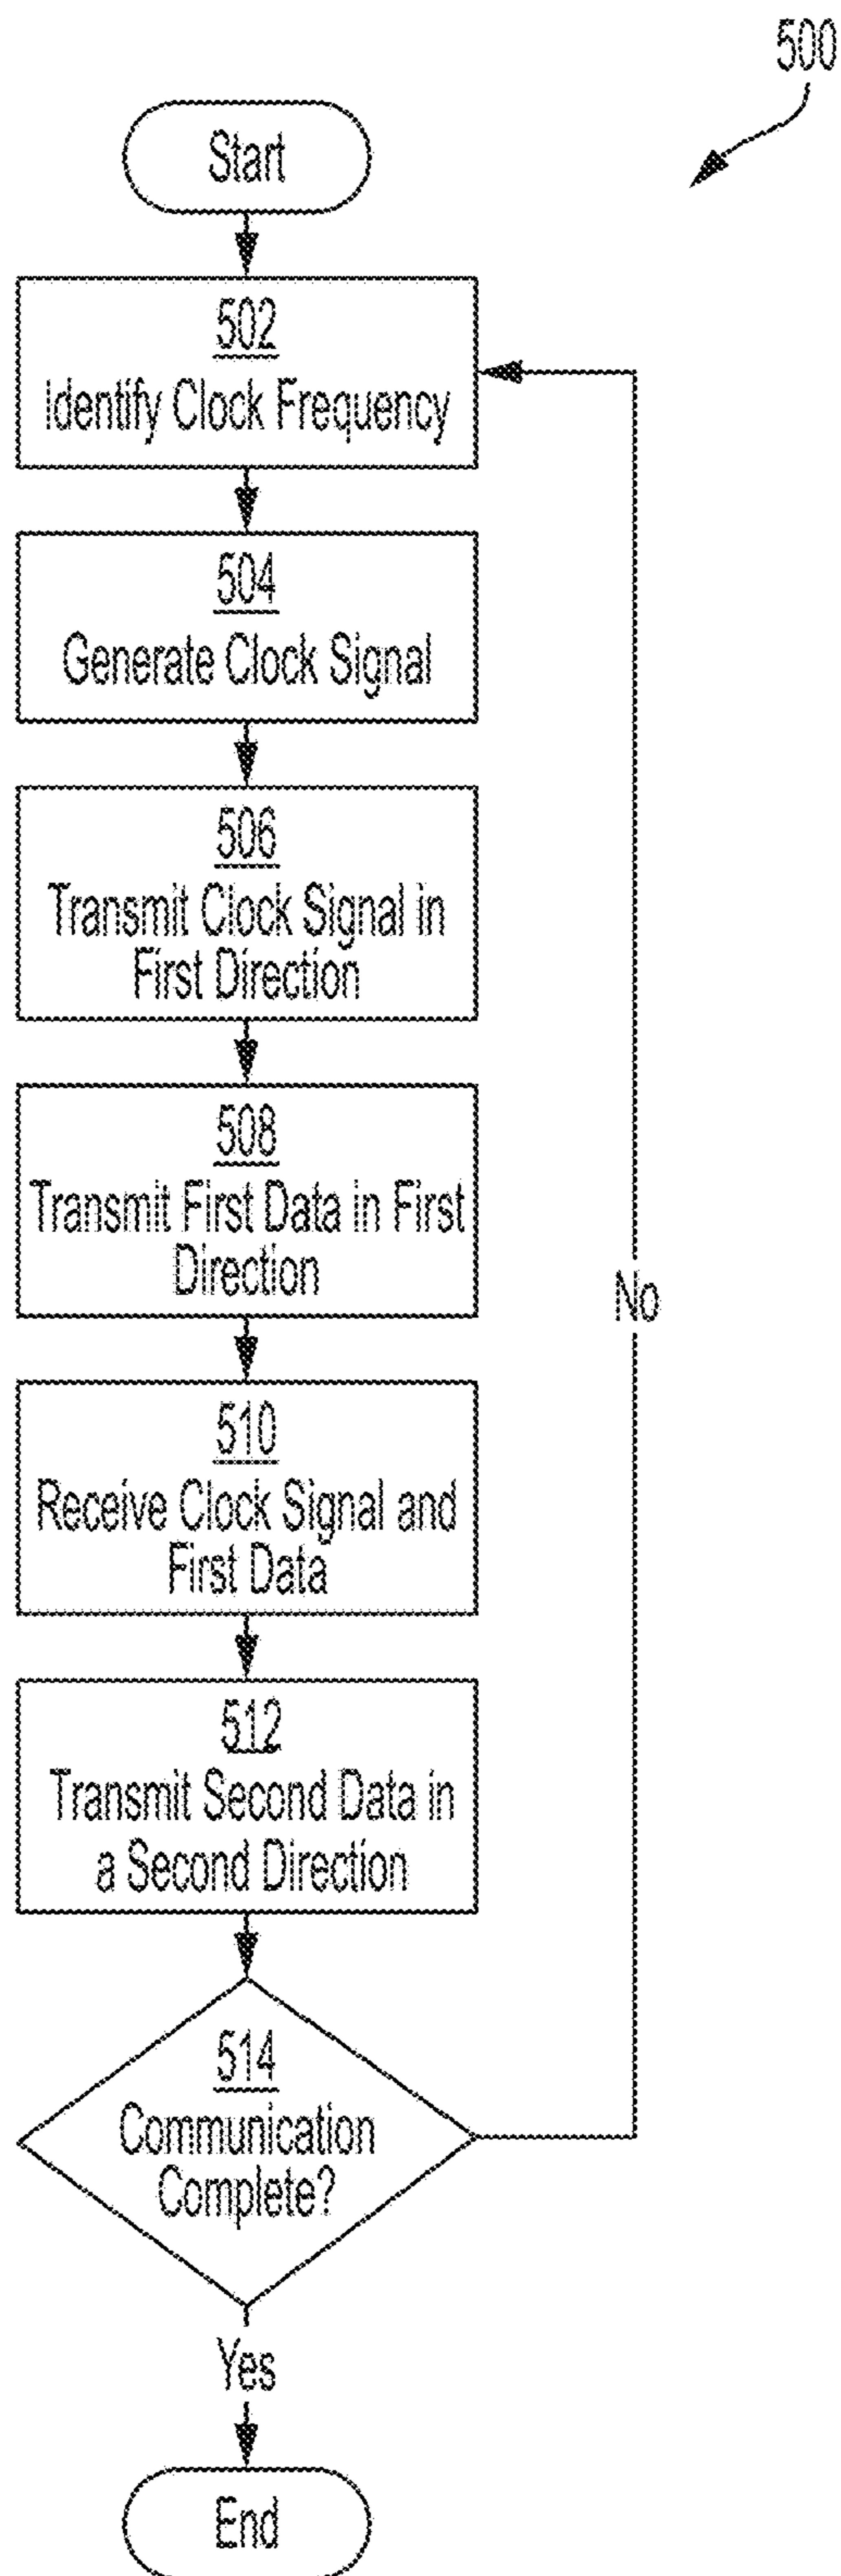 500
Start
502
Identify Clock Frequency
504
Generate Clock Signal
506
Transmit Clock Signal in
First Direction
508
Transmit First Data in First
Direction
510
Receive Clock Signal and
First Data
512
Transmit Second Data in
a Second Direction
514
Communication
Complete?
No
Yes
End